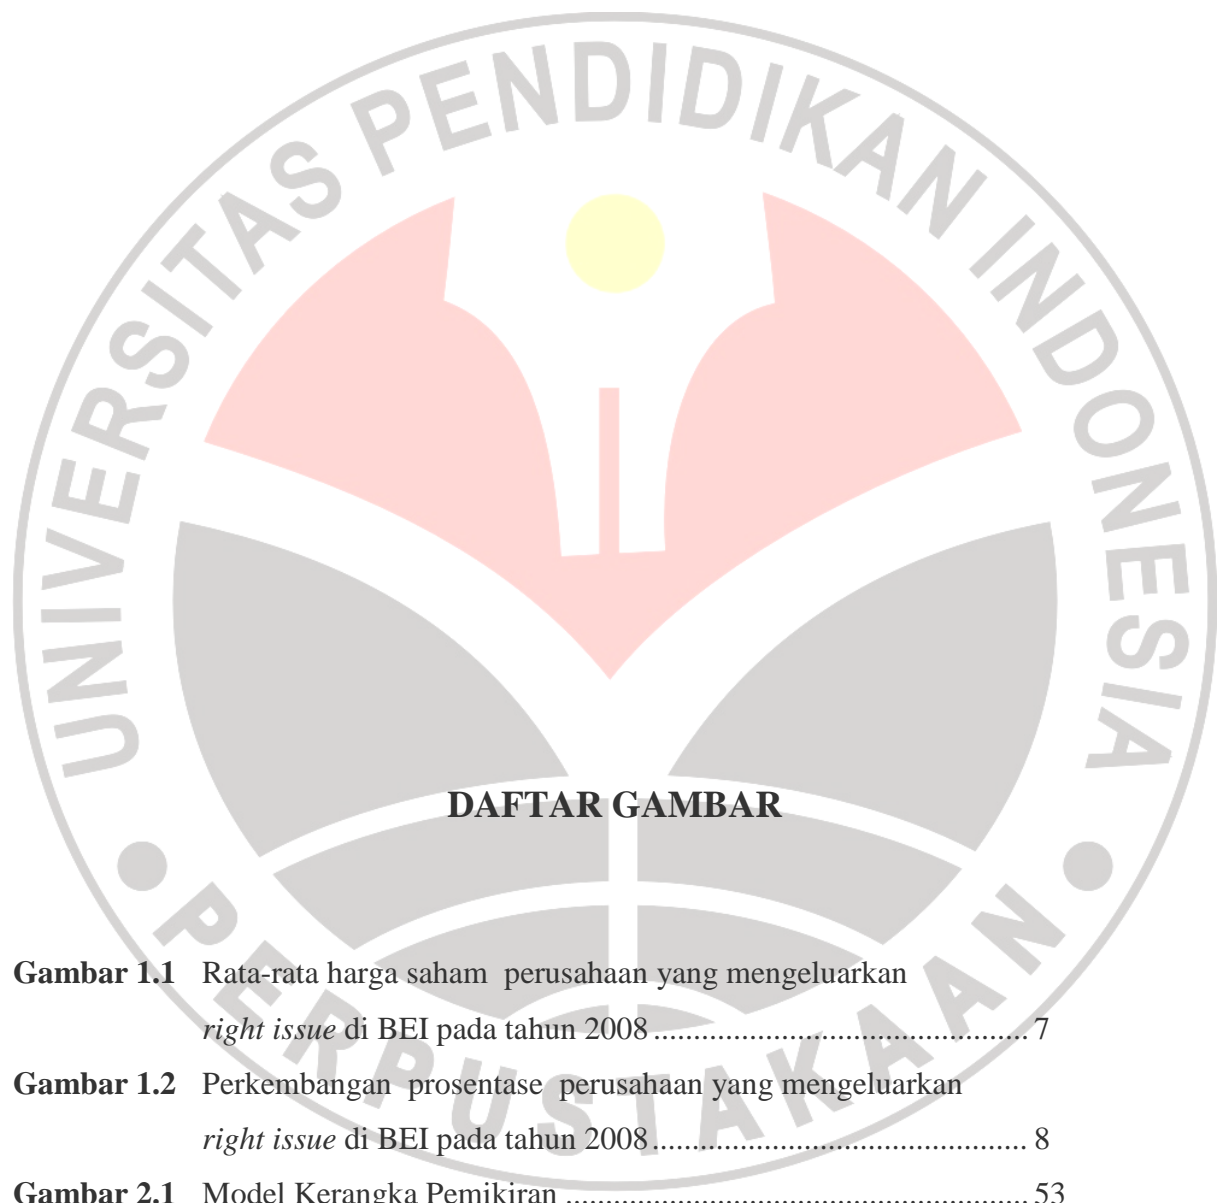 UNIVERSITAS PENDIDIKAN INDONESIA
PERPUSTAKAAN
DAFTAR GAMBAR
Gambar 1.1 Rata-rata harga saham perusahaan yang mengeluarkan
right issue di BEI pada tahun 2008 ........................................ 7
Gambar 1.2 Perkembangan prosentase perusahaan yang mengeluarkan
right issue di BEI pada tahun 2008 ........................................ 8
Gambar 2.1 Model Kerangka Pemikiran ................................................. 53